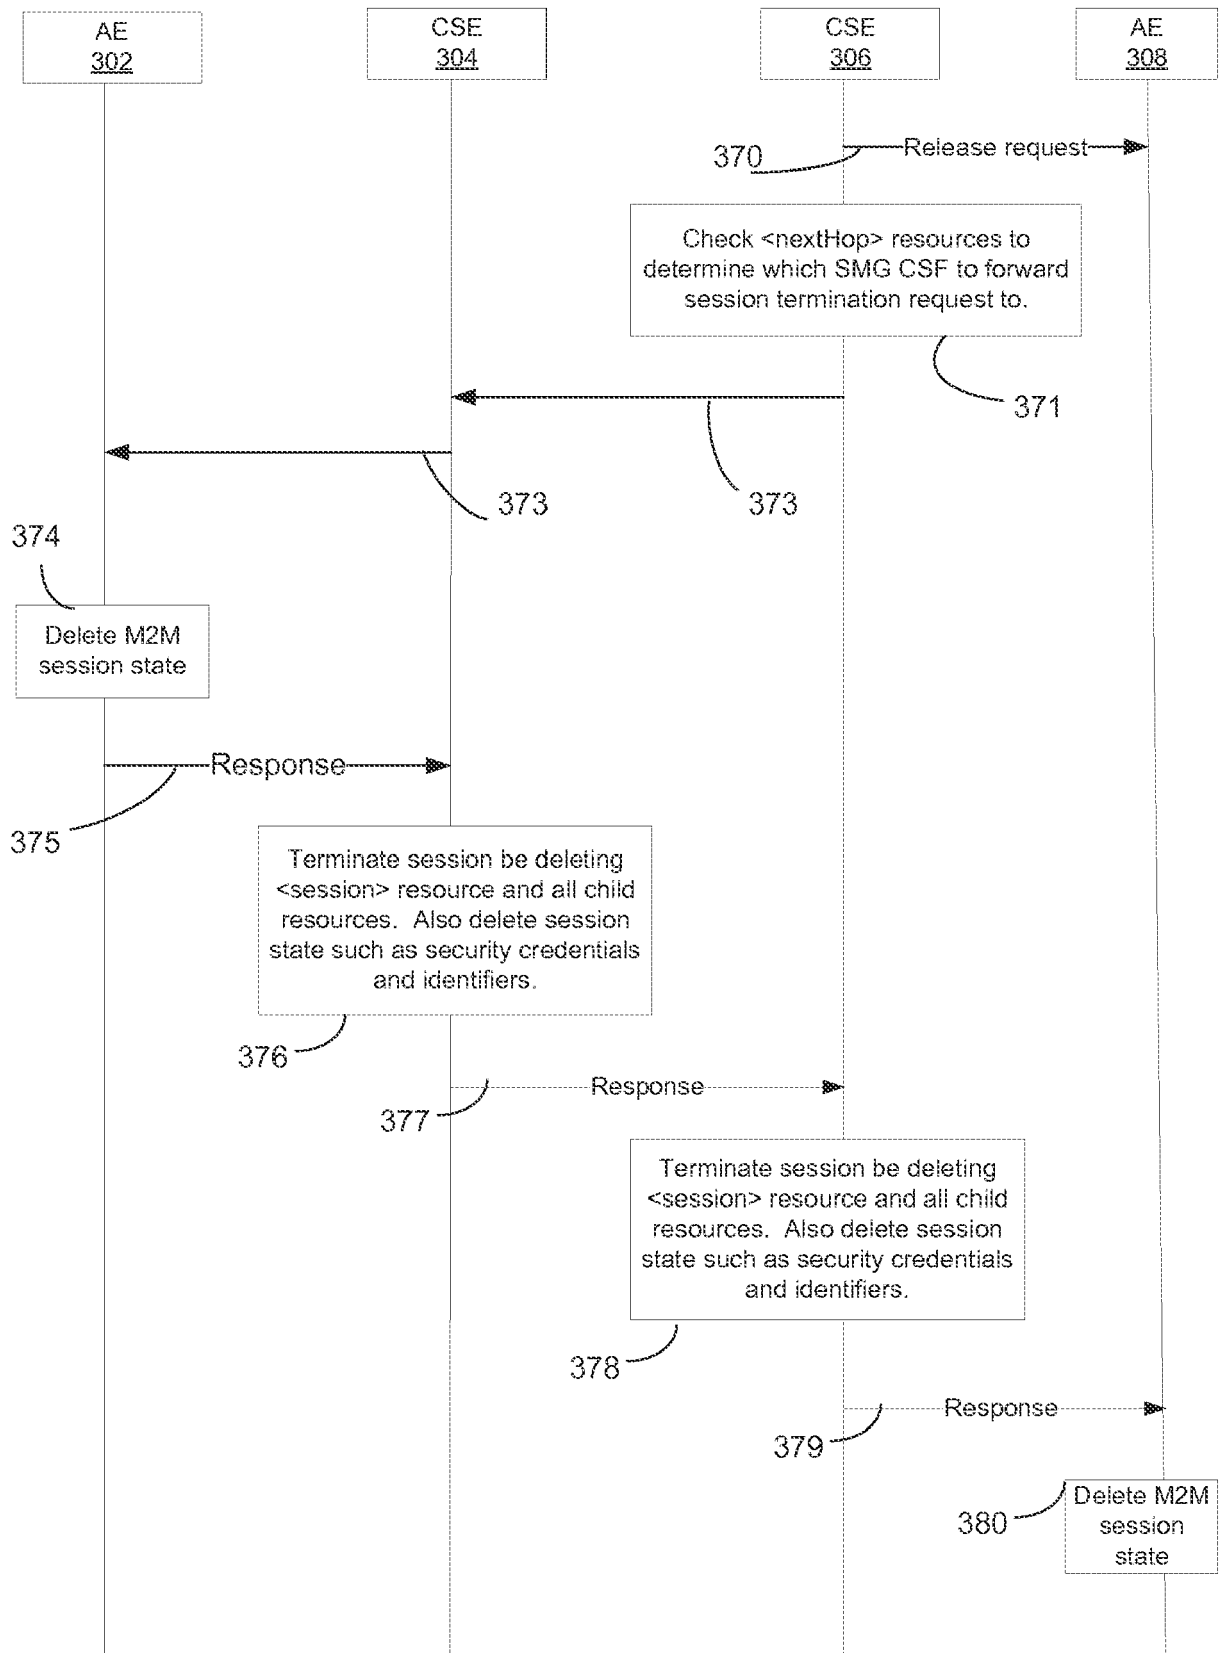 AE
302
CSE
304
CSE
306
AE
308
370
Release request
Check <nextHop> resources to
determine which SMG CSF to forward
session termination request to.
371
373
373
374
Delete M2M
session state
Response
375
Terminate session be deleting
<session> resource and all child
resources. Also delete session
state such as security credentials
and identifiers.
376
Response
377
Terminate session be deleting
<session> resource and all child
resources. Also delete session
state such as security credentials
and identifiers.
378
Response
379
380
Delete M2M
session
state